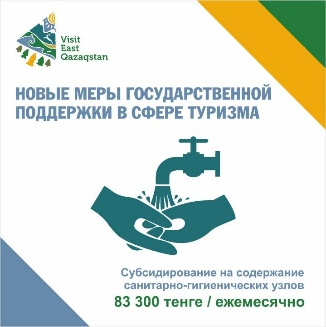 Visit
East
Qazaqstan
НОВЫЕ МЕРЫ ГОСУДАРСТВЕННОЙ
ПОДДЕРЖКИ В СФЕРЕ ТУРИЗМА
Субсидирование на содержание
санитарно-гигиенических узлов
83 300 тенге / ежемесячно